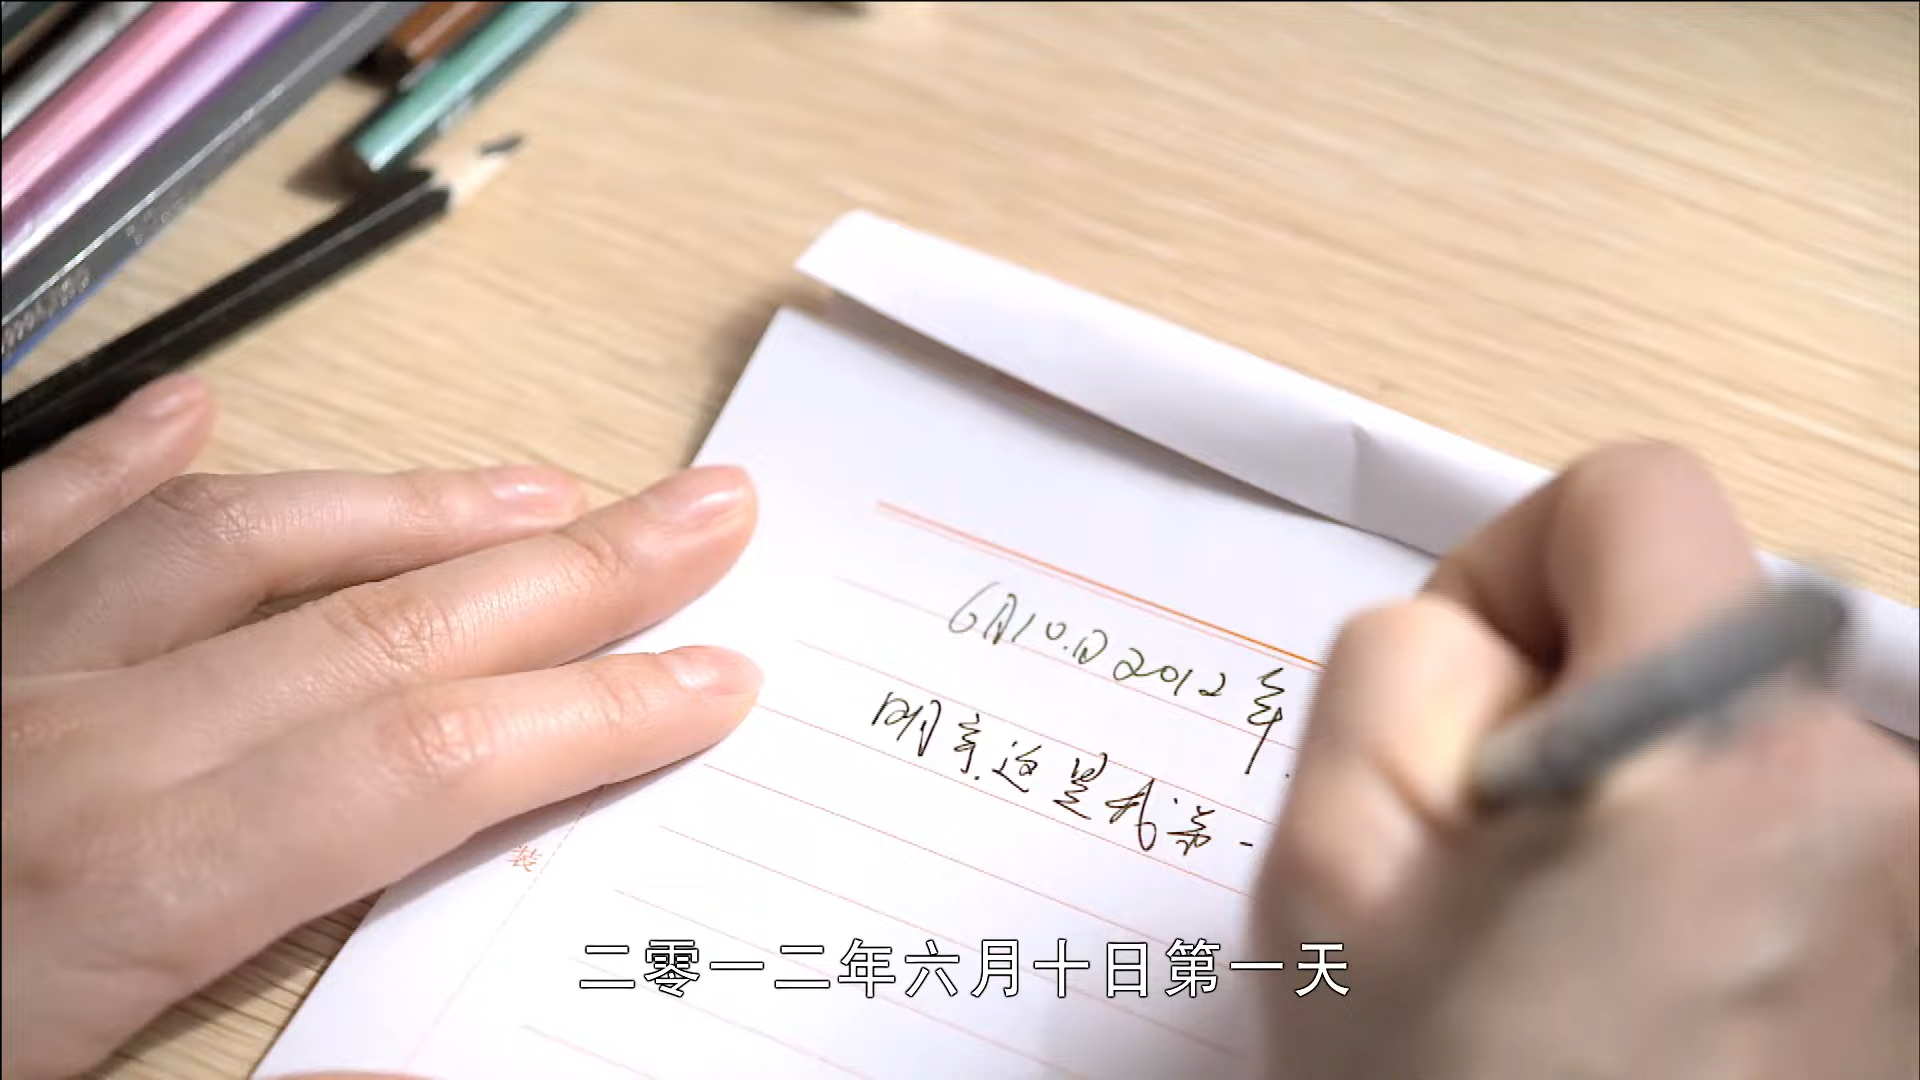 6月10.日2012年.
明亮.这是我第一
装
二零一二年六月十日第一天